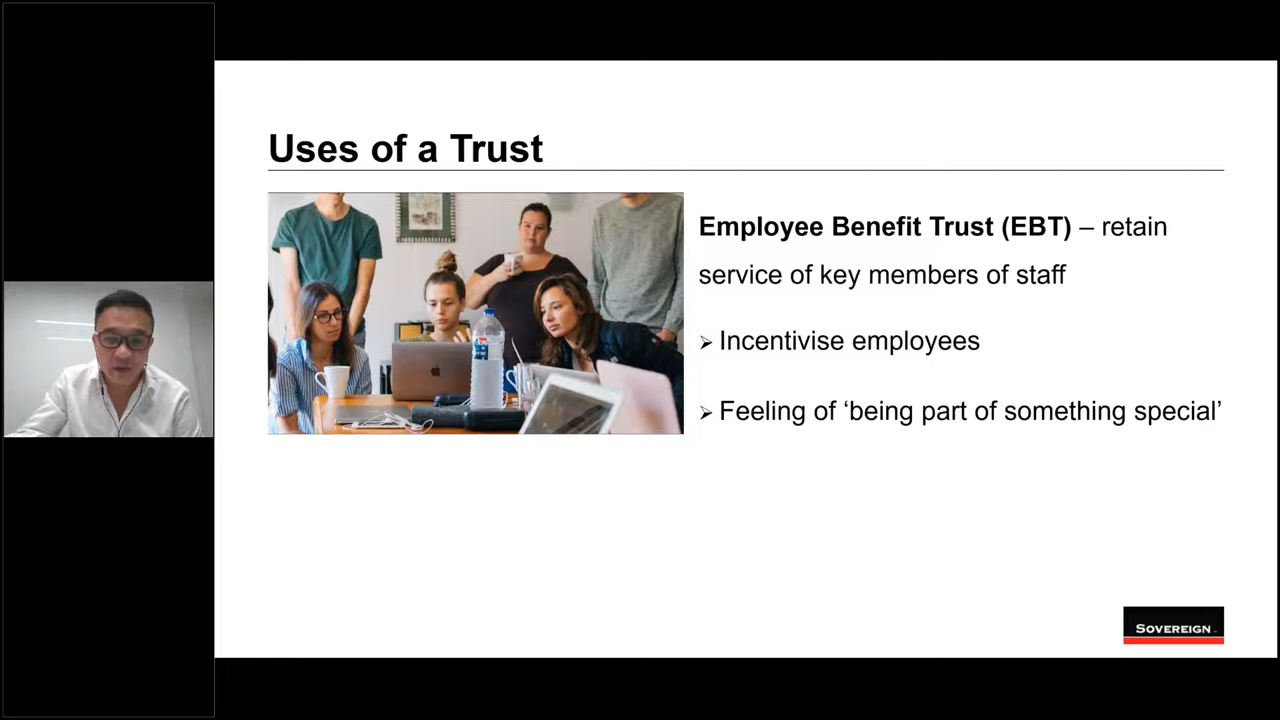 Uses of a Trust
Employee Benefit Trust (EBT) – retain
service of key members of staff
➢ Incentivise employees
➢ Feeling of ‘being part of something special’
SOVEREIGN